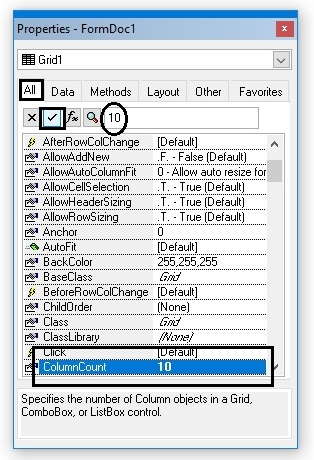 Properties - FormDoc1
Grid1
All Data Methods Layout Other Favorites
fx 10
AfterRowColChange [Default]
AllowAddNew .F. - False (Default)
AllowAutoColumnFit 0 - Allow auto resize for
AllowCellSelection .T. - True (Default)
AllowHeaderSizing .T. - True (Default)
AllowRowSizing .T. - True (Default)
Anchor 0
AutoFit [Default]
BackColor 255,255,255
BaseClass Grid
BeforeRowColChange [Default]
ChildOrder (None)
Class Grid
ClassLibrary (None)
Click [Default]
ColumnCount 10
Specifies the number of Column objects in a Grid,
ComboBox, or ListBox control.